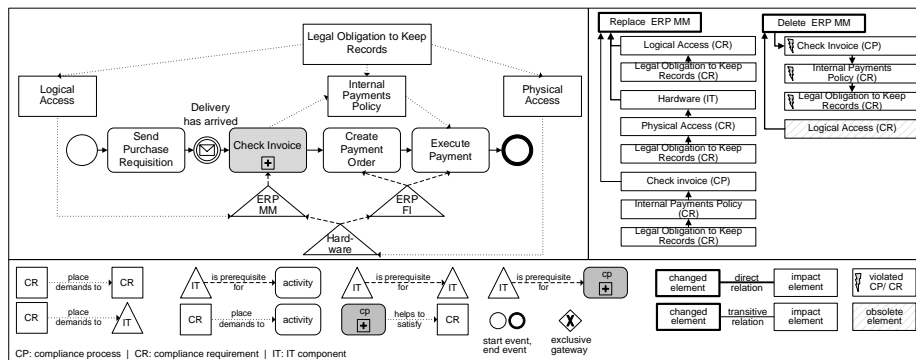 Legal Obligation to Keep
Records
Logical
Access
Internal
Payments
Policy
Physical
Access
Delivery
has arrived
Send
Purchase
Requisition
Check Invoice
Create
Payment
Order
Execute
Payment
ERP
MM
ERP
FI
Hard-
ware
Replace ERP MM
Logical Access (CR)
Legal Obligation to Keep
Records (CR)
Hardware (IT)
Physical Access (CR)
Legal Obligation to Keep
Records (CR)
Check invoice (CP)
Internal Payments Policy
(CR)
Legal Obligation to Keep
Records (CR)
Delete ERP MM
Check Invoice (CP)
Internal Payments
Policy (CR)
Legal Obligation to Keep
Records (CR)
Logical Access (CR)
CR
place
demands to
CR
IT
is prerequisite
for
activity
IT
is prerequisite
for
IT
IT
is prerequisite
for
cp
changed
element
direct
relation
impact
element
violated
CP/ CR
CR
place
demands to
IT
CR
place
demands to
activity
cp
helps to
satisfy
CR
start event,
end event
X
exclusive
gateway
changed
element
transitive
relation
impact
element
obsolete
element
CP: compliance process | CR: compliance requirement | IT: IT component